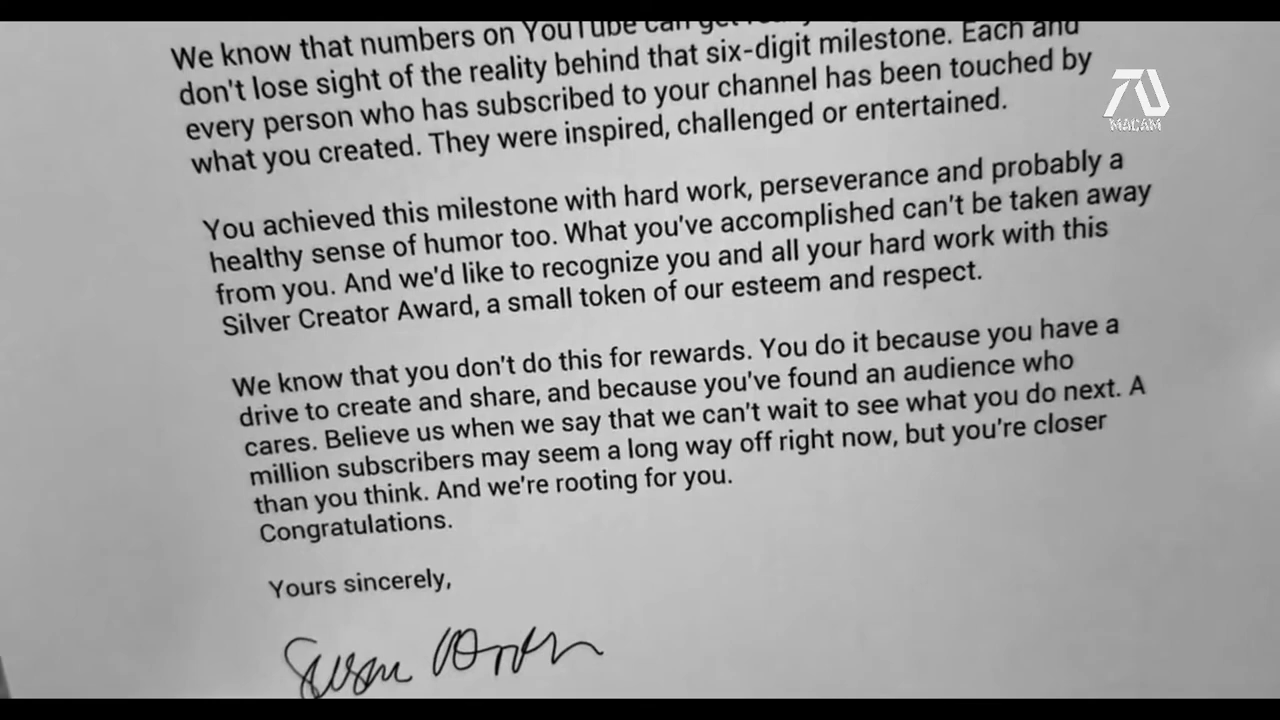 We know that numbers on YouTube can get
don't lose sight of the reality behind that six-digit milestone. Each and
every person who has subscribed to your channel has been touched by
what you created. They were inspired, challenged or entertained.
You achieved this milestone with hard work, perseverance and probably a
healthy sense of humor too. What you've accomplished can't be taken away
from you. And we'd like to recognize you and all your hard work with this
Silver Creator Award, a small token of our esteem and respect.
We know that you don't do this for rewards. You do it because you have a
drive to create and share, and because you've found an audience who
cares. Believe us when we say that we can't wait to see what you do next. A
million subscribers may seem a long way off right now, but you're closer
than you think. And we're rooting for you.
Congratulations.
Yours sincerely,
Susan
70
MACAM